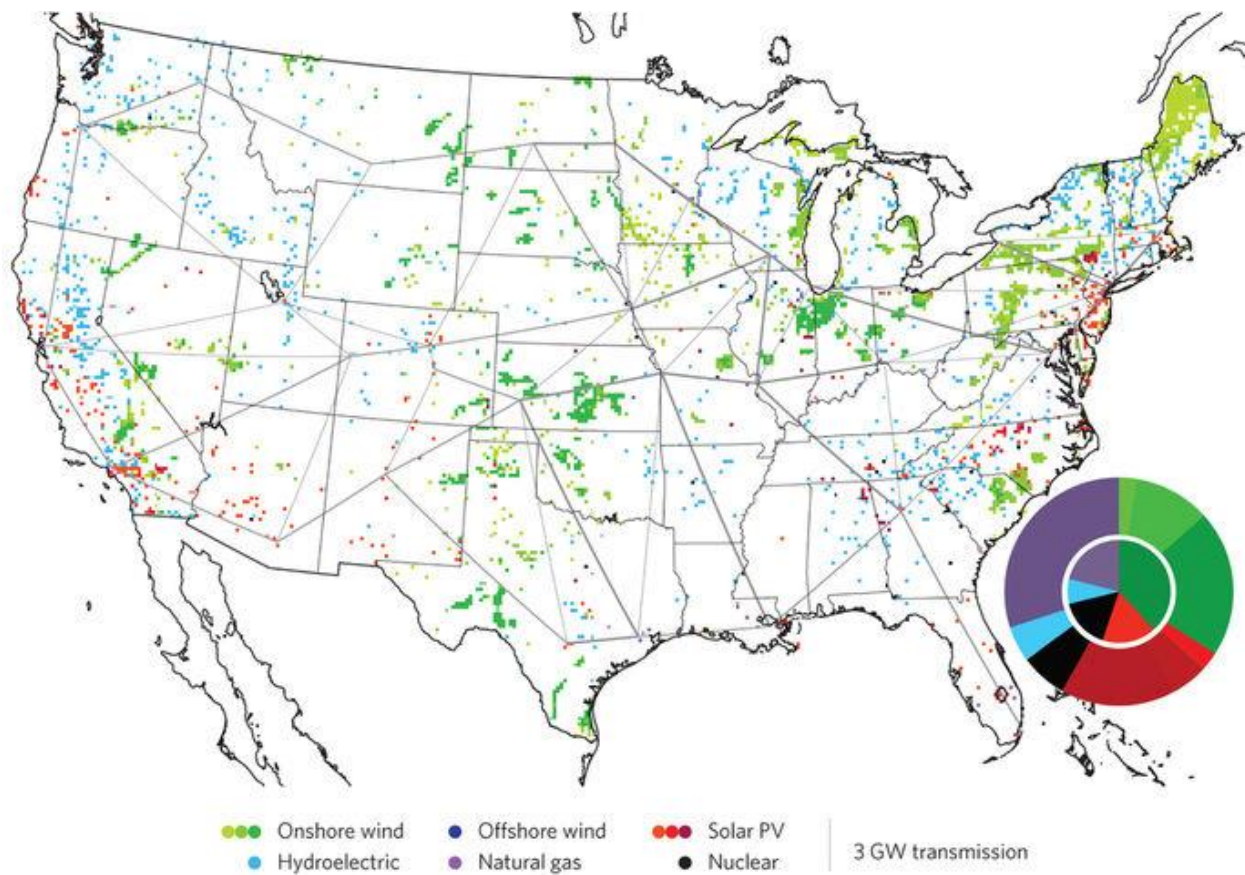 Onshore wind
Offshore wind
Solar PV
Hydroelectric
Natural gas
Nuclear
3 GW transmission